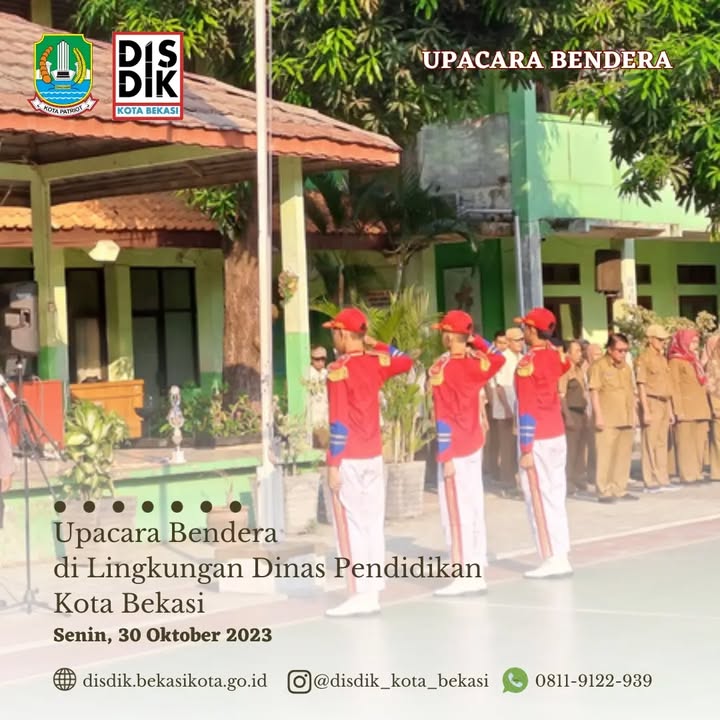 KOTA PATRIOT
DIS
DIK
KOTA BEKASI
UPACARA BENDERA
Upacara Bendera
di Lingkungan Dinas Pendidikan
Kota Bekasi
Senin, 30 Oktober 2023
disdik.bekasikota.go.id
@disdik_kota_bekasi
0811-9122-939